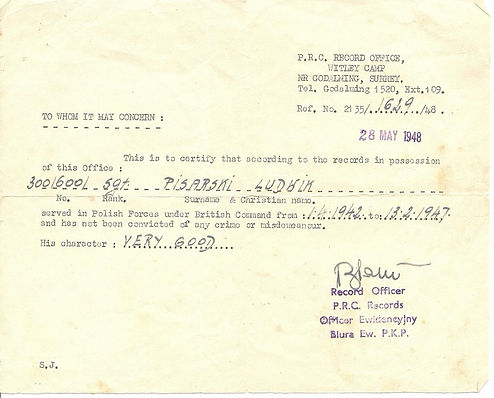 P.R.C. RECORD OFFICE,
WITLEY CAMP
NR GODALMING, SURREY.
Tel. Godalming 1520, Ext.109.
Ref. No. 2135/.1629./48.
TO WHOM IT MAY CONCERN :
28 MAY 1948
This is to certify that according to the records in possession
of this Office :
30016001 Sgt. PISARSKI LUDWIK
No. Rank. Surname & Christian name.
served in Polish Forces under British Command from :1.4.1942. to 13.2.1947.
and has not been convicted of any crime or misdemeanour.
His character : VERY GOOD....
Record Officer
P.R.C. Records
Oficer Ewidencyjny
Biura Ew. P.K.P.
S.J.